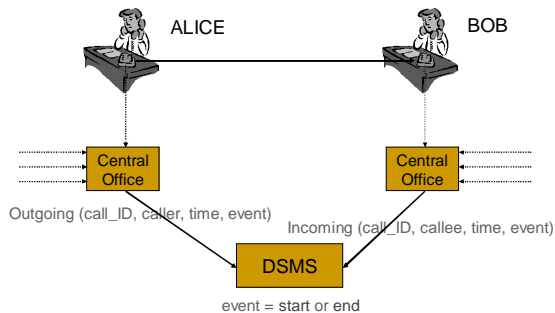 ALICE
BOB
Central
Office
Central
Office
Outgoing (call_ID, caller, time, event)
Incoming (call_ID, callee, time, event)
DSMS
event = start or end